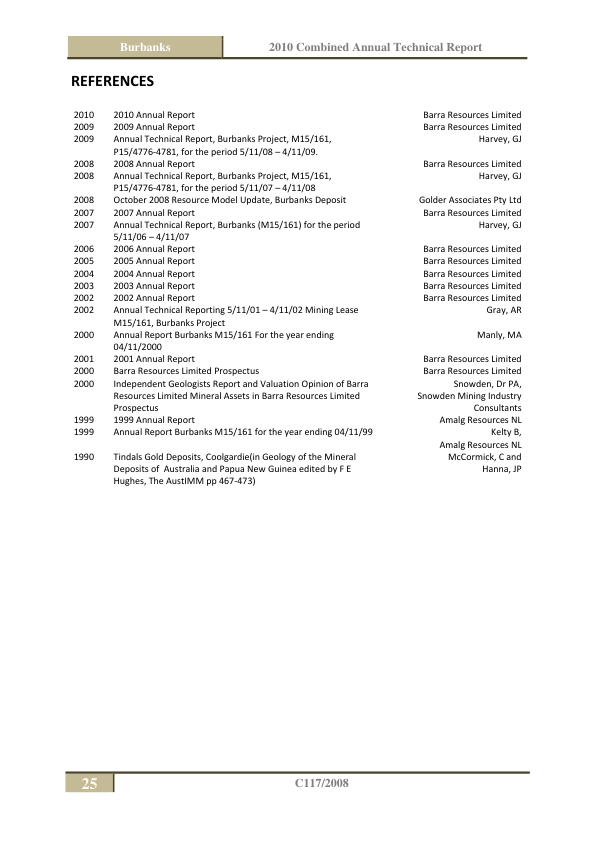 Burbanks 2010 Combined Annual Technical Report
REFERENCES
2010 2010 Annual Report Barra Resources Limited
2009 2009 Annual Report Barra Resources Limited
2009 Annual Technical Report, Burbanks Project, M15/161, Harvey, GJ
P15/4776-4781, for the period 5/11/08 – 4/11/09.
2008 2008 Annual Report Barra Resources Limited
2008 Annual Technical Report, Burbanks Project, M15/161, Harvey, GJ
P15/4776-4781, for the period 5/11/07 – 4/11/08
2008 October 2008 Resource Model Update, Burbanks Deposit Golder Associates Pty Ltd
2007 2007 Annual Report Barra Resources Limited
2007 Annual Technical Report, Burbanks (M15/161) for the period Harvey, GJ
5/11/06 – 4/11/07
2006 2006 Annual Report Barra Resources Limited
2005 2005 Annual Report Barra Resources Limited
2004 2004 Annual Report Barra Resources Limited
2003 2003 Annual Report Barra Resources Limited
2002 2002 Annual Report Barra Resources Limited
2002 Annual Technical Reporting 5/11/01 – 4/11/02 Mining Lease Gray, AR
M15/161, Burbanks Project
2000 Annual Report Burbanks M15/161 For the year ending Manly, MA
04/11/2000
2001 2001 Annual Report Barra Resources Limited
2000 Barra Resources Limited Prospectus Barra Resources Limited
2000 Independent Geologists Report and Valuation Opinion of Barra Snowden, Dr PA,
Resources Limited Mineral Assets in Barra Resources Limited Snowden Mining Industry
Prospectus Consultants
1999 1999 Annual Report Amalg Resources NL
1999 Annual Report Burbanks M15/161 for the year ending 04/11/99 Kelty B,
Amalg Resources NL
1990 Tindals Gold Deposits, Coolgardie(in Geology of the Mineral McCormick, C and
Deposits of Australia and Papua New Guinea edited by F E Hanna, JP
Hughes, The AustIMM pp 467-473)
25 C117/2008